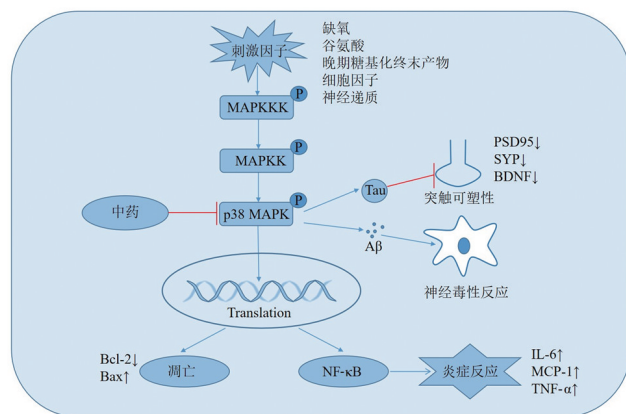 刺激因子
缺氧
谷氨酸
晚期糖基化终末产物
细胞因子
神经递质
MAPKKK
P
MAPKK
P
p38 MAPK
P
中药
Tau
PSD95↓
SYP↓
BDNF↓
突触可塑性
Aβ
神经毒性反应
Translation
Bcl-2↓
Bax↑
凋亡
NF-κB
炎症反应
IL-6↑
MCP-1↑
TNF-α↑